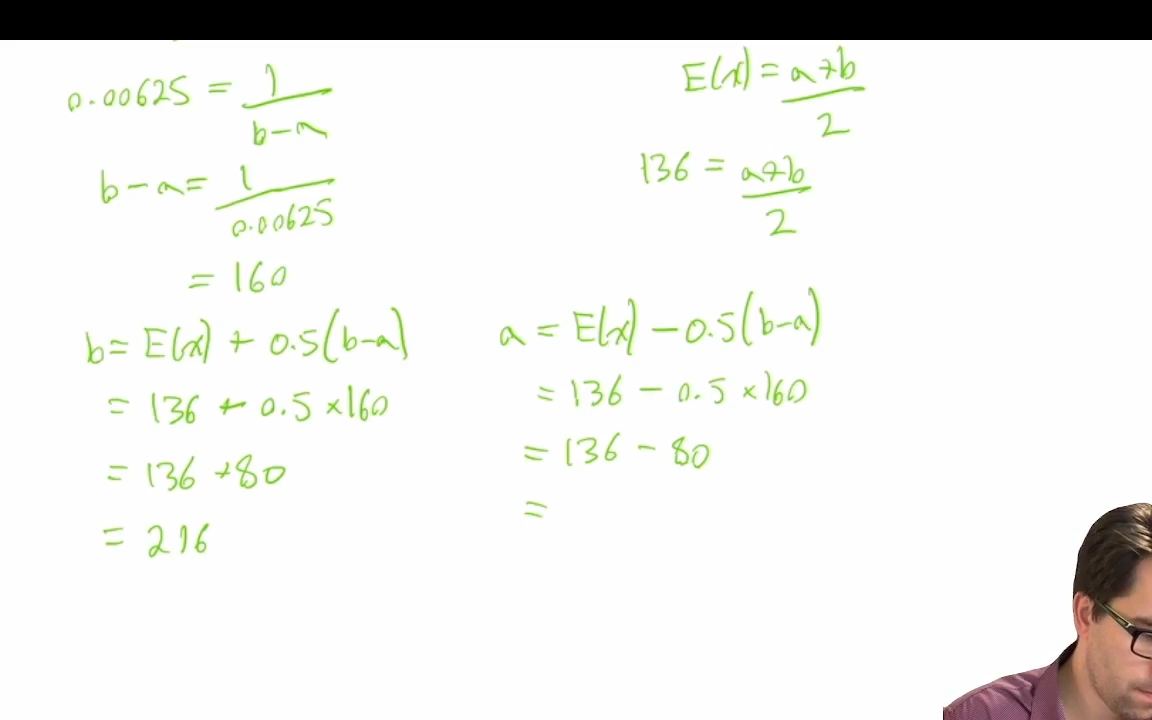 0.00625 = 1/(b-a)
b-a = 1/0.00625
= 160
b = E(x) + 0.5(b-a)
= 136 + 0.5 × 160
= 136 + 80
= 216
E(x) = (a+b)/2
136 = (a+b)/2
a = E(x) - 0.5(b-a)
= 136 - 0.5 × 160
= 136 - 80
=